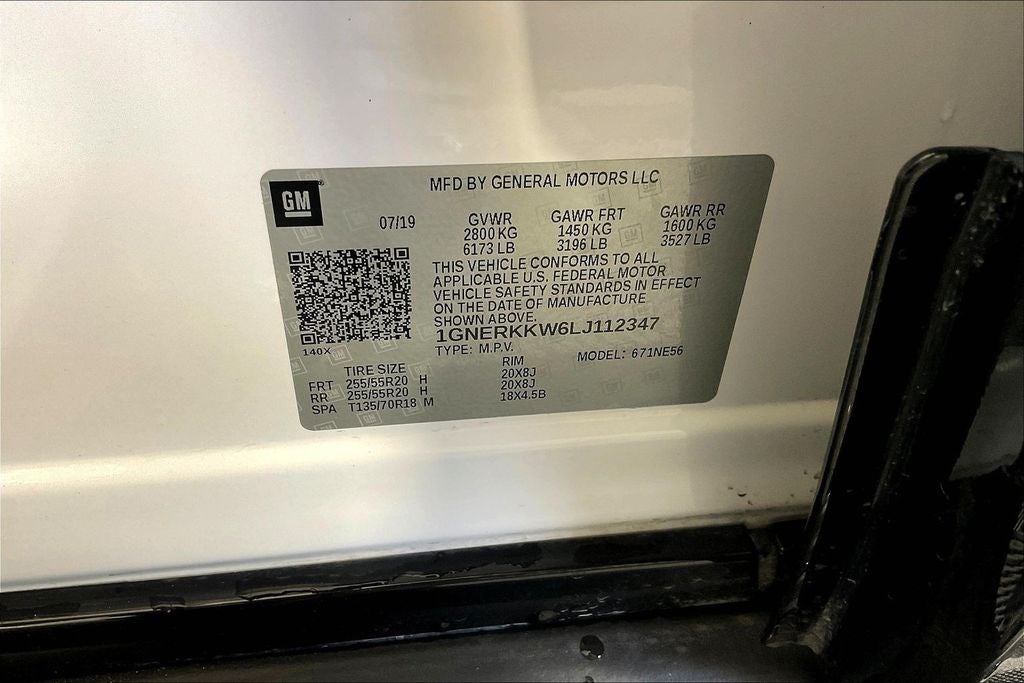 GM
MFD BY GENERAL MOTORS LLC
07/19 GVWR GAWR FRT GAWR RR
2800 KG 1450 KG 1600 KG
6173 LB 3196 LB 3527 LB
THIS VEHICLE CONFORMS TO ALL
APPLICABLE U.S. FEDERAL MOTOR
VEHICLE SAFETY STANDARDS IN EFFECT
ON THE DATE OF MANUFACTURE
SHOWN ABOVE.
1GNERKKW6LJ112347
140X
TYPE: M.P.V. MODEL: 671NE56
TIRE SIZE RIM
FRT 255/55R20 H 20X8J
RR 255/55R20 H 20X8J
SPA T135/70R18 M 18X4.5B